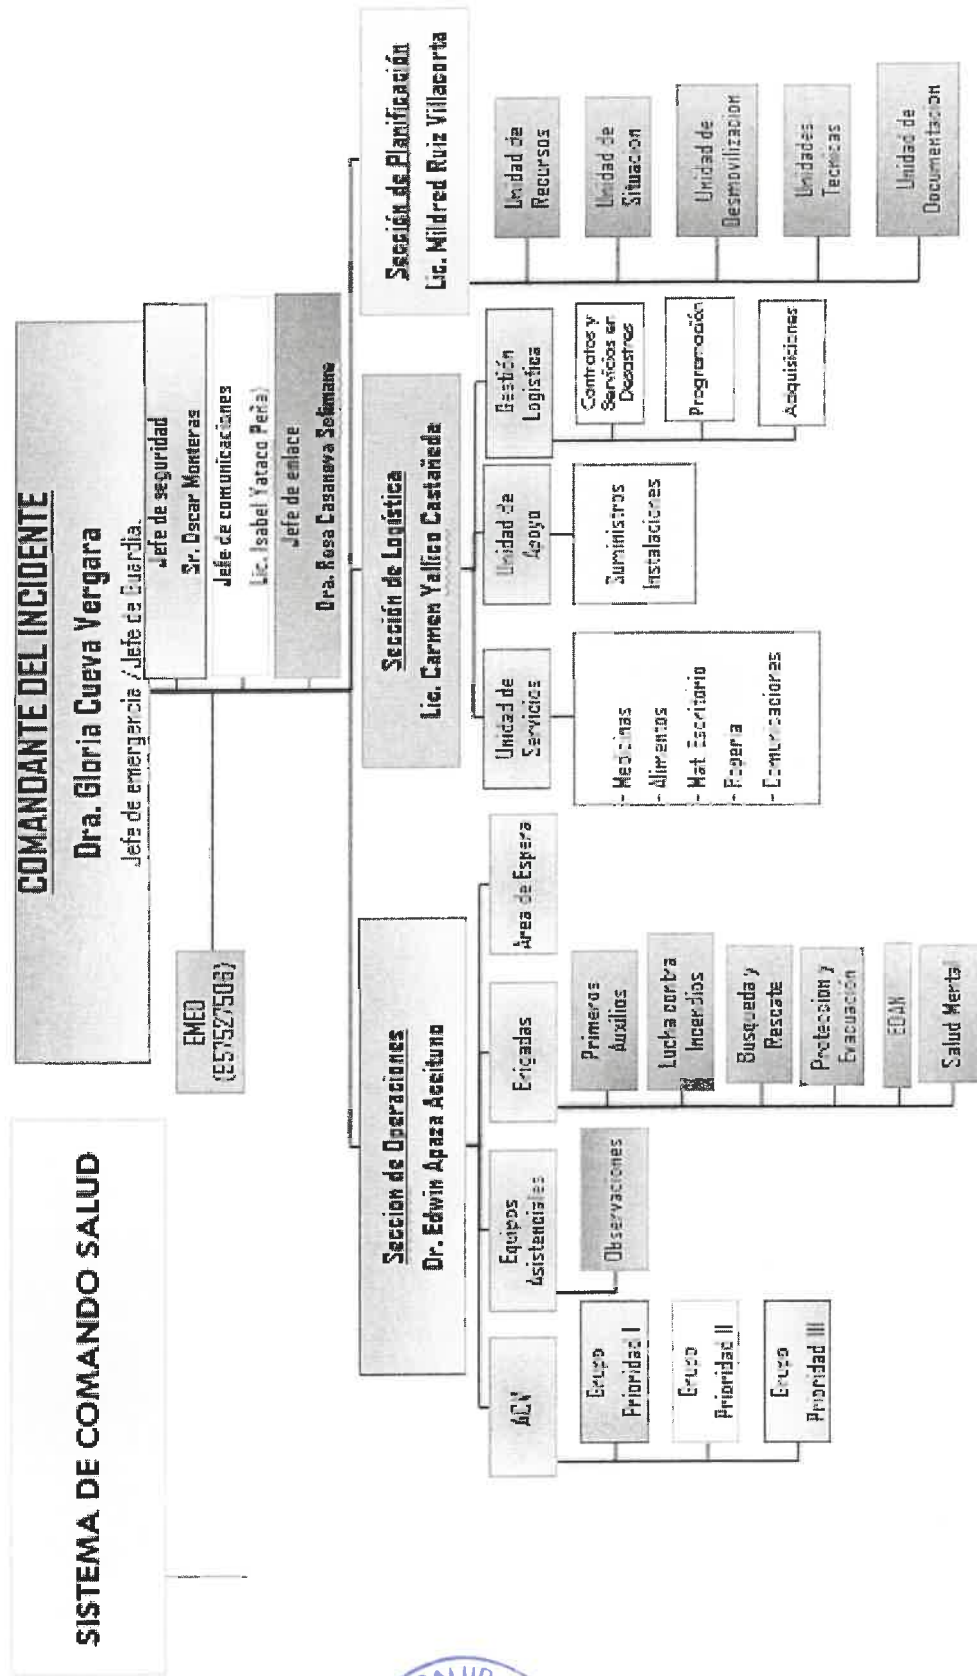 SISTEMA DE COMANDO SALUD
COMANDANTE DEL INCIDENTE
Dra. Gloria Cueva Vergara
Jefe de emergencia /Jefe de Guardia.
Jefe de seguridad
Sr. Oscar Monteras
Jefe de comunicaciones
Lic. Isabel Yataco Peña)
Jefe de enlace
Dra. Rosa Casanova
EMED
Sección de Operaciones
Dr. Edwin Apaza Aceituno
ACV
Grupo
Prioridad I
Grupo
Prioridad II
Grupo
Prioridad III
Equipos
Asistenciales
Observaciones
Brigadas
Primeros
Auxilios
Lucha contra
Incendios
Busqueda y
Rescate
Proteccion y
Evacuación
EDAN
Salud Mental
Area de Espera
Sección de Logística
Lic. Carmen Yallico Castañeda
Unidad de
Servicios
- Medicinas
- Alimentos
- Mat Escritorio
- Ropería
- Comunicaciones
Unidad de
Apoyo
Suministros
Instalaciones
Gestión
Logistica
Contratos y
Servicios en
Desastres
Programación
Adquisiciones
Sección de Planificación
Lic. Mildred Ruiz Villacorta
Unidad de
Recursos
Unidad de
Situacion
Unidad de
Desmovilizacion
Unidades
Tecnicas
Unidad de
Documentacion
SALUD